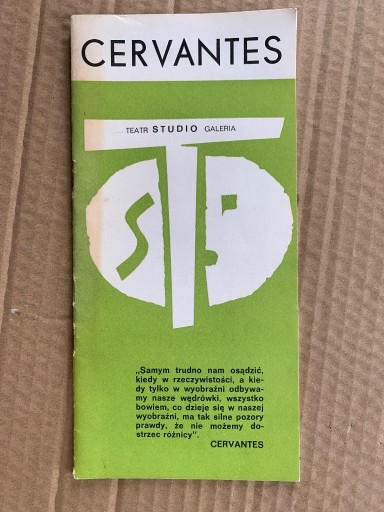 CERVANTES
TEATR STUDIO GALERIA
STG
„Samym trudno nam osądzić,
kiedy w rzeczywistości, a kie-
dy tylko w wyobraźni odbywa-
my nasze wędrówki, wszystko
bowiem, co dzieje się w naszej
wyobraźni, ma tak silne pozory
prawdy, że nie możemy do-
strzec różnicy".
CERVANTES